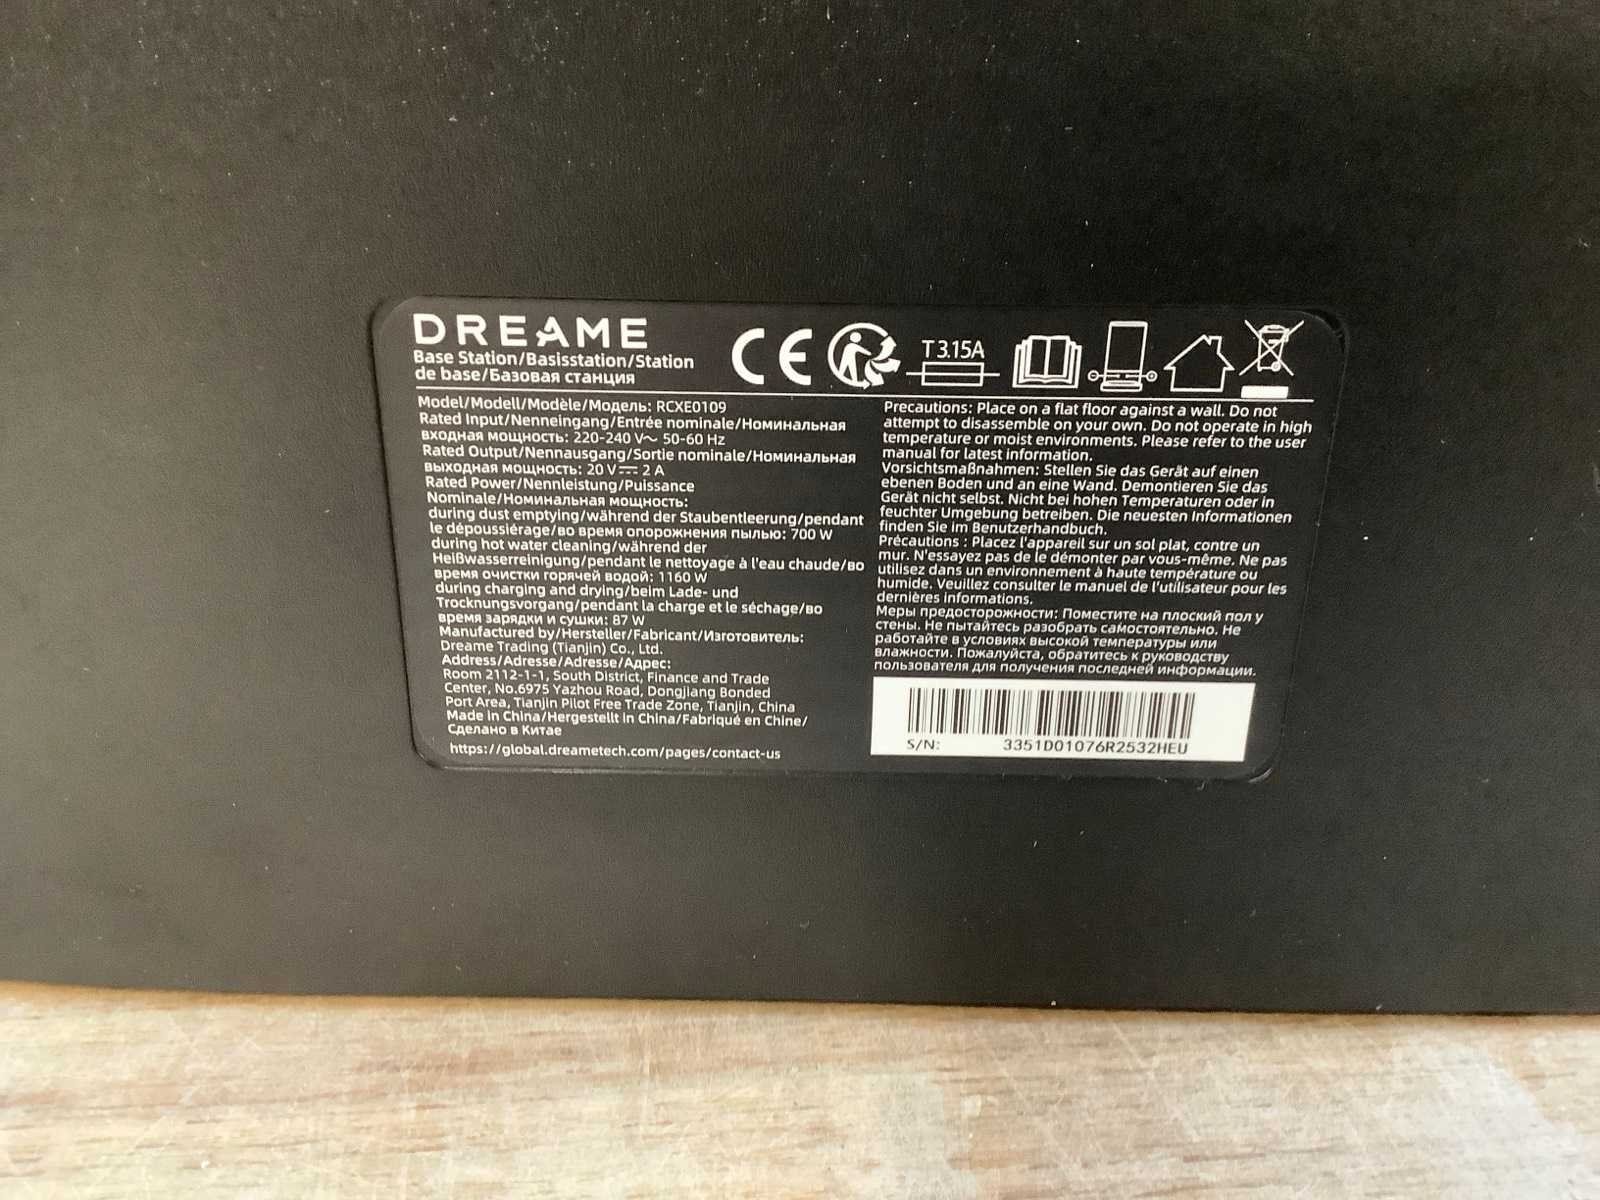 DREAME
Base Station/Basisstation/Station
de base/Базовая станция
CE
T 3.15A
Model/Modell/Modèle/Модель: RCXE0109
Rated Input/Nenneingang/Entrée nominale/Номинальная
входная мощность: 220-240 V~ 50-60 Hz
Rated Output/Nennausgang/Sortie nominale/Номинальная
выходная мощность: 20 V⎓ 2 A
Rated Power/Nennleistung/Puissance
Nominale/Номинальная мощность:
during dust emptying/während der Staubentleerung/pendant
le dépoussiérage/во время опорожнения пылью: 700 W
during hot water cleaning/während der
Heißwasserreinigung/pendant le nettoyage à l'eau chaude/во
время очистки горячей водой: 1160 W
during charging and drying/beim Lade- und
Trocknungsvorgang/pendant la charge et le séchage/во
время зарядки и сушки: 87 W
Manufactured by/Hersteller/Fabricant/Изготовитель:
Dreame Trading (Tianjin) Co., Ltd.
Address/Adresse/Adresse/Адрес:
Room 2112-1-1, South District, Finance and Trade
Center, No.6975 Yazhou Road, Dongjiang Bonded
Port Area, Tianjin Pilot Free Trade Zone, Tianjin, China
Made in China/Hergestellt in China/Fabriqué en Chine/
Сделано в Китае
https://global.dreametech.com/pages/contact-us
Precautions: Place on a flat floor against a wall. Do not
attempt to disassemble on your own. Do not operate in high
temperature or moist environments. Please refer to the user
manual for latest information.
Vorsichtsmaßnahmen: Stellen Sie das Gerät auf einen
ebenen Boden und an eine Wand. Demontieren Sie das
Gerät nicht selbst. Nicht bei hohen Temperaturen oder in
feuchter Umgebung betreiben. Die neuesten Informationen
finden Sie im Benutzerhandbuch.
Précautions : Placez l'appareil sur un sol plat, contre un
mur. N'essayez pas de le démonter par vous-même. Ne pas
utilisez dans un environnement à haute température ou
humide. Veuillez consulter le manuel de l'utilisateur pour les
dernières informations.
Меры предосторожности: Поместите на плоский пол у
стены. Не пытайтесь разобрать самостоятельно. Не
работайте в условиях высокой температуры или
влажности. Пожалуйста, обратитесь к руководству
пользователя для получения последней информации.
S/N: 3351D01076R2532HEU